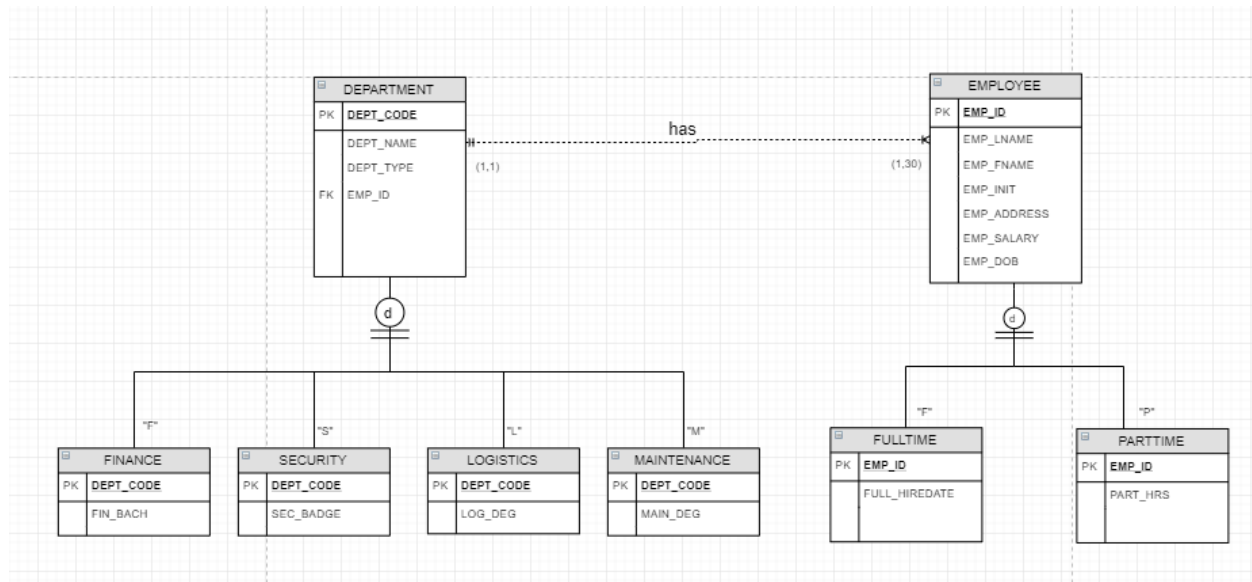 DEPARTMENT
PK DEPT_CODE
DEPT_NAME
DEPT_TYPE
FK EMP_ID
has
(1,1)
(1,30)
EMPLOYEE
PK EMP_ID
EMP_LNAME
EMP_FNAME
EMP_INIT
EMP_ADDRESS
EMP_SALARY
EMP_DOB
d
d
"F"
"S"
"L"
"M"
"F"
"P"
FINANCE
PK DEPT_CODE
FIN_BACH
SECURITY
PK DEPT_CODE
SEC_BADGE
LOGISTICS
PK DEPT_CODE
LOG_DEG
MAINTENANCE
PK DEPT_CODE
MAIN_DEG
FULLTIME
PK EMP_ID
FULL_HIREDATE
PARTTIME
PK EMP_ID
PART_HRS